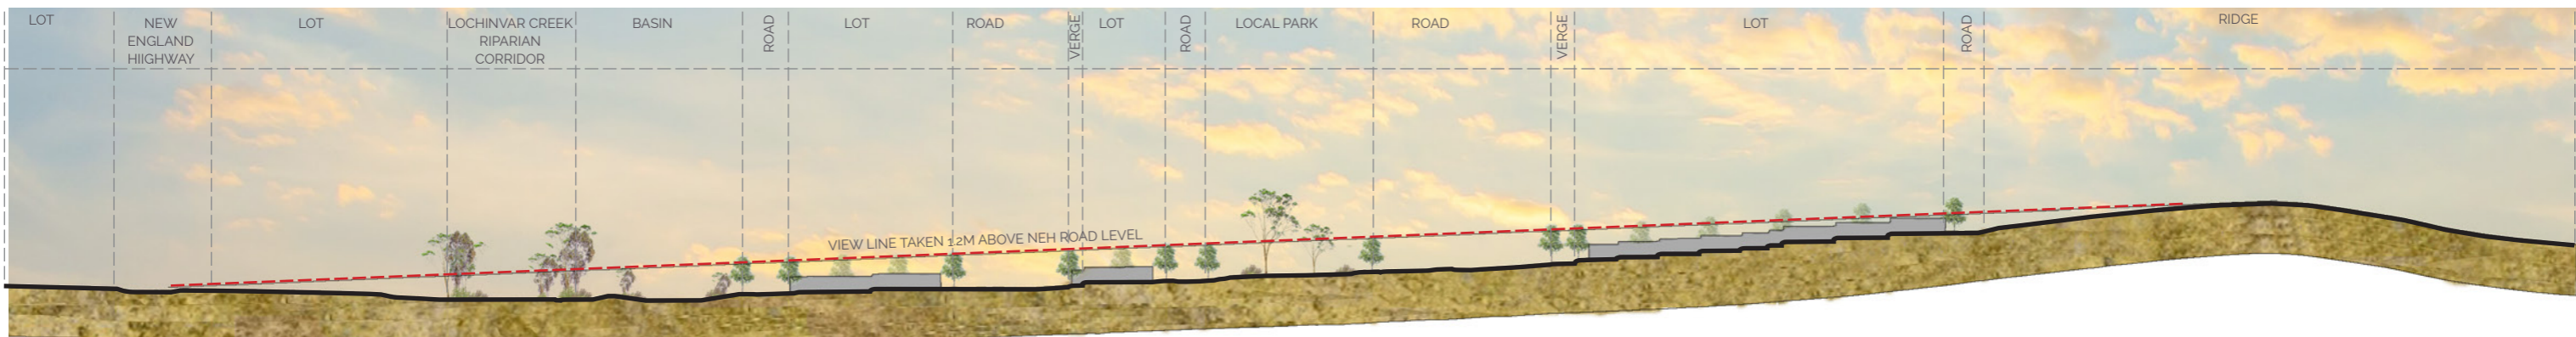 LOT
NEW
ENGLAND
HIIGHWAY
LOT
LOCHINVAR CREEK
RIPARIAN
CORRIDOR
BASIN
ROAD
LOT
ROAD
VERGE
LOT
ROAD
LOCAL PARK
ROAD
VERGE
LOT
ROAD
RIDGE
VIEW LINE TAKEN 1.2M ABOVE NEH ROAD LEVEL